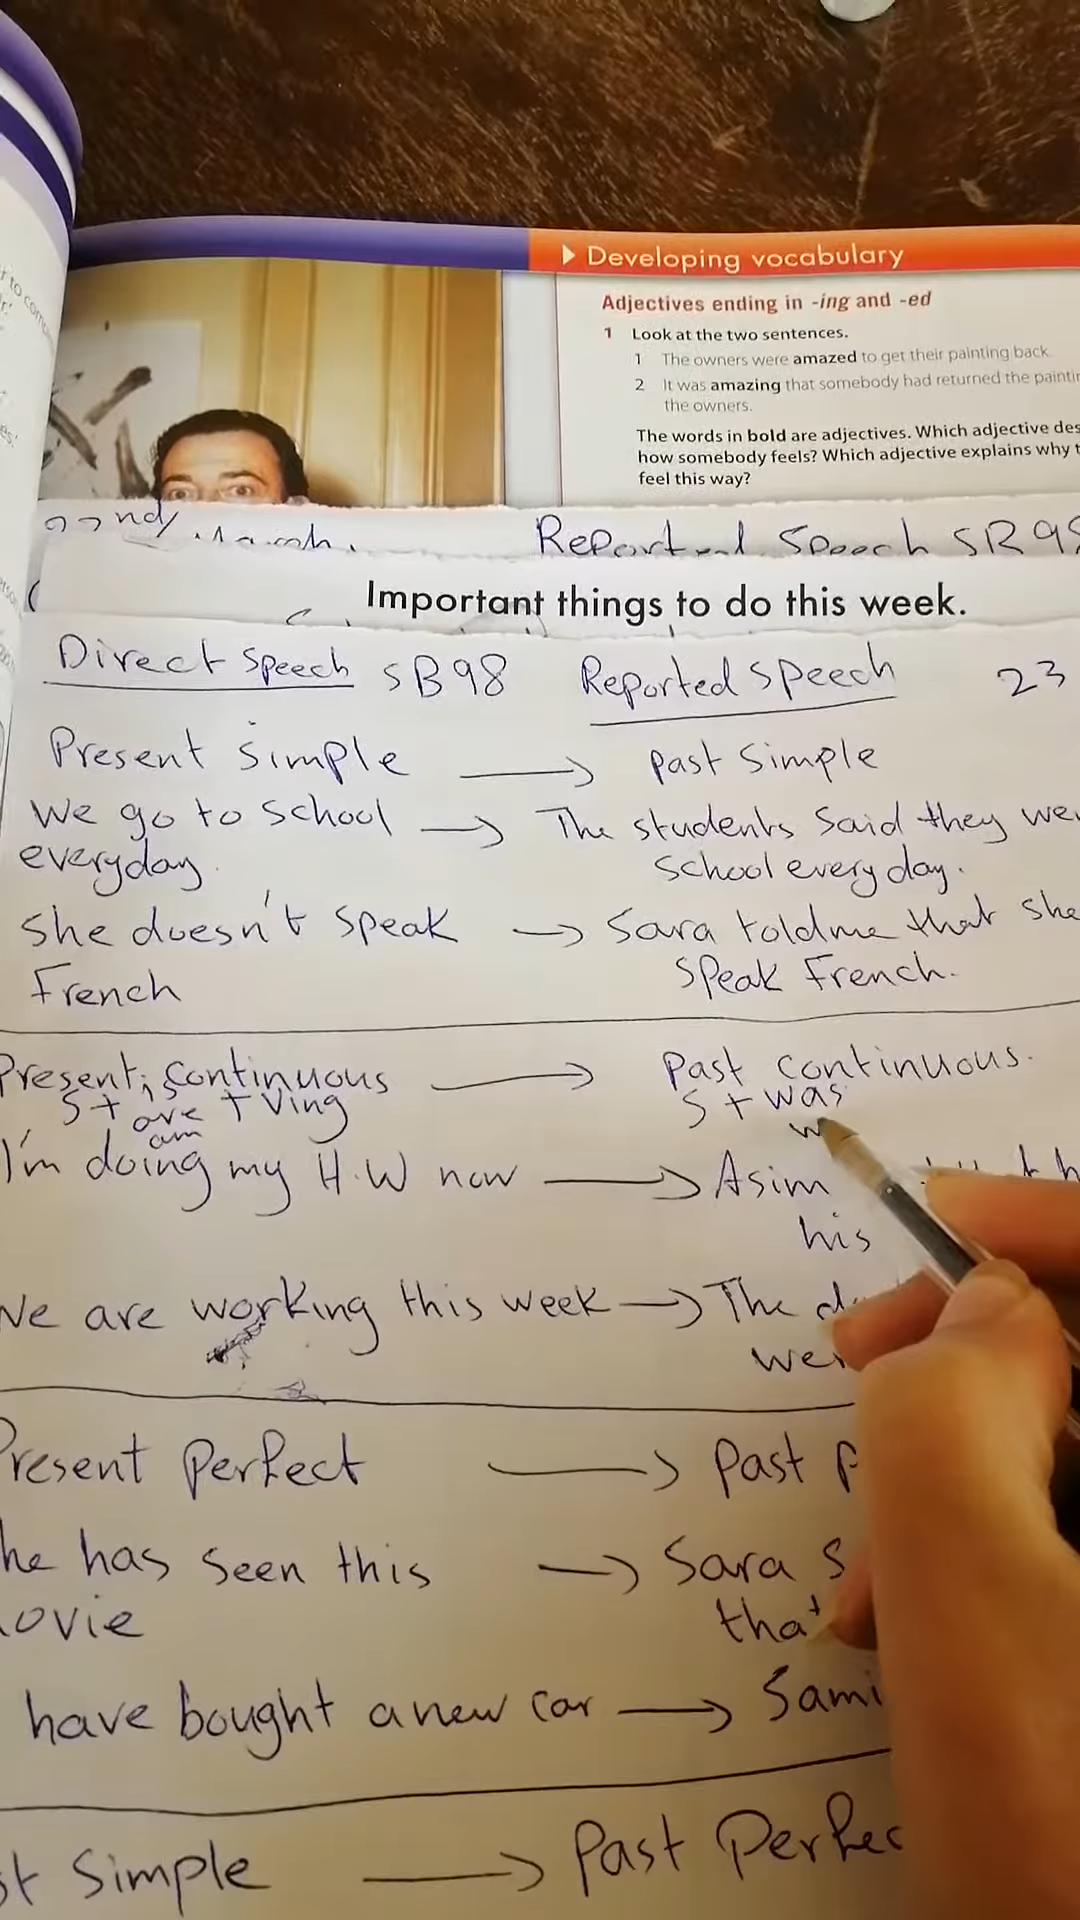 Developing vocabulary
Adjectives ending in -ing and -ed
1 Look at the two sentences.
1 The owners were amazed to get their painting back.
2 It was amazing that somebody had returned the
the owners.
The words in bold are adjectives. Which adjective
how somebody feels? Which adjective explains why
feel this way?
Reported Speech SB
Important things to do this week.
Direct Speech SB98 Reported Speech 23
Present Simple → past Simple
We go to School → The students said they
everyday. School every day.
She doesn't speak → Sara told me that she
French Speak French.
Present continuous → Past continuous.
is
S + are + Ving S + was
am
I'm doing my H.W now → Asim
his
We are working this week → The
Present Perfect → Past
has seen this → Sara
that
have bought a new car → Sami
Simple → Past